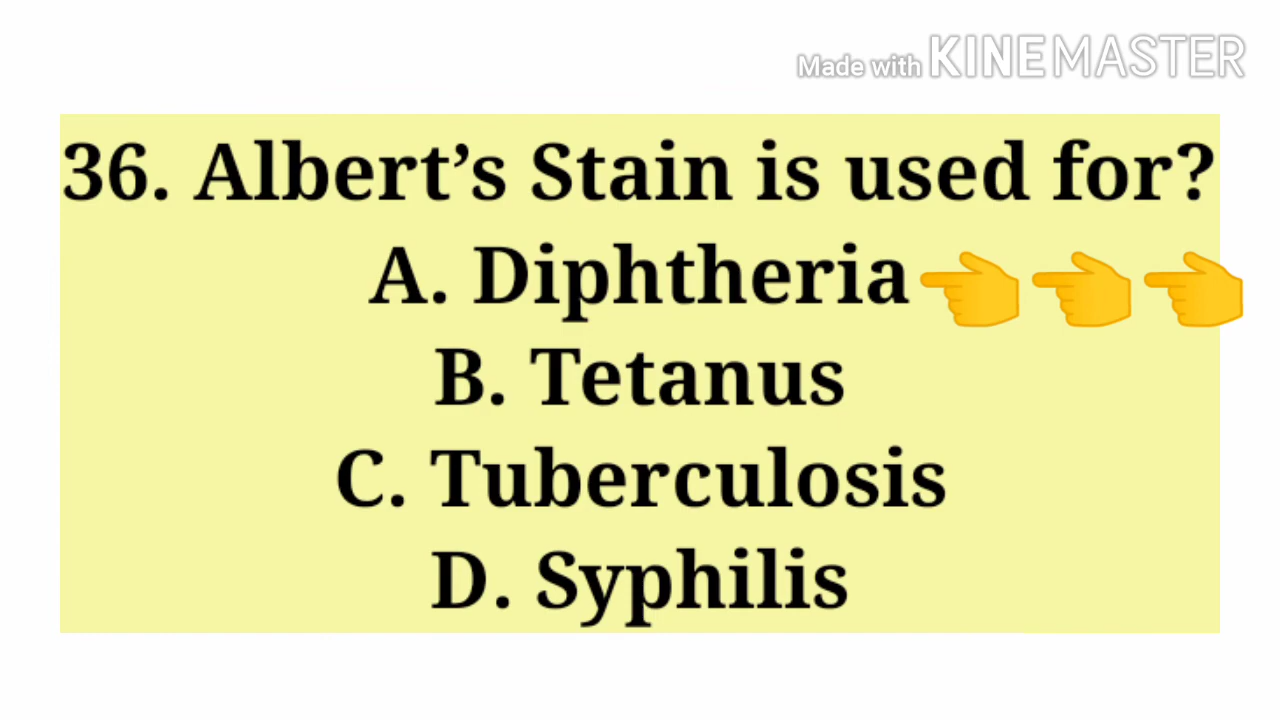 Made with KINEMASTER
36. Albert’s Stain is used for?
A. Diphtheria
B. Tetanus
C. Tuberculosis
D. Syphilis